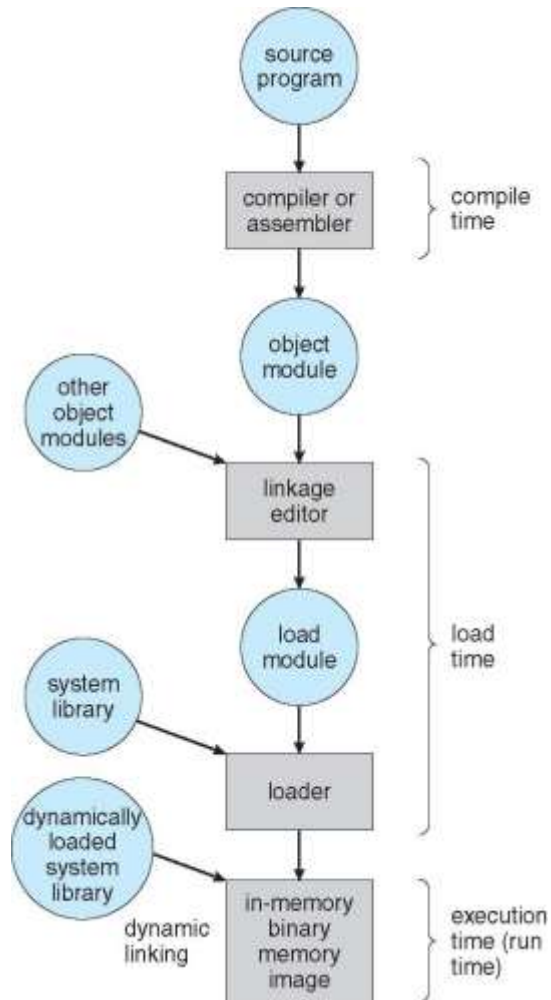 source
program
compiler or
assembler
compile
time
object
module
other
object
modules
linkage
editor
load
module
load
time
system
library
loader
dynamically
loaded
system
library
dynamic
linking
in-memory
binary
memory
image
execution
time (run
time)